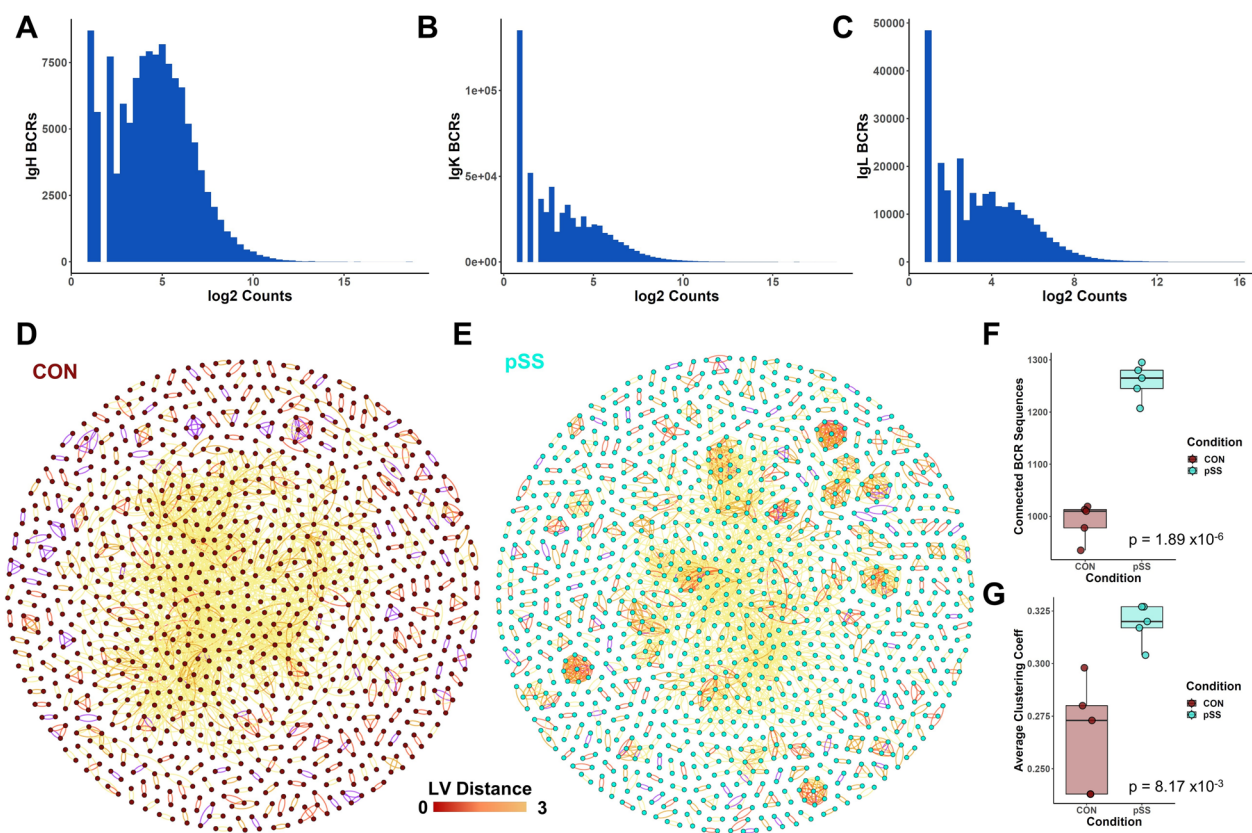 A
IgH BCRs
7500
5000
2500
0
0
5
10
15
log2 Counts
B
IgK BCRs
1e+05
5e+04
0e+00
0
5
10
15
log2 Counts
C
IgL BCRs
50000
40000
30000
20000
10000
0
0
4
8
12
16
log2 Counts
D
CON
E
pSS
LV Distance
0
3
F
Connected BCR Sequences
1300
1200
1100
1000
p = 1.89 x10-6
CON
pSS
Condition
Condition
CON
pSS
G
Average Clustering Coeff
0.325
0.300
0.275
0.250
p = 8.17 x10-3
CON
pSS
Condition
Condition
CON
pSS